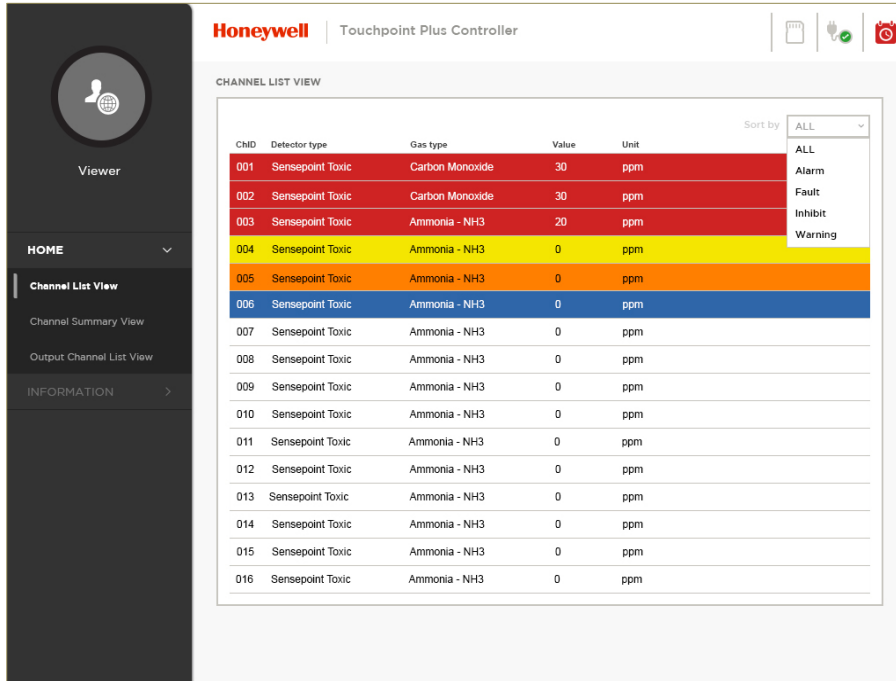 Honeywell Touchpoint Plus Controller
Viewer
HOME
Channel List View
Channel Summary View
Output Channel List View
INFORMATION
CHANNEL LIST VIEW
Sort by ALL
ALL
Alarm
Fault
Inhibit
Warning
ChID Detector type Gas type Value Unit
001 Sensepoint Toxic Carbon Monoxide 30 ppm
002 Sensepoint Toxic Carbon Monoxide 30 ppm
003 Sensepoint Toxic Ammonia - NH3 20 ppm
004 Sensepoint Toxic Ammonia - NH3 0 ppm
005 Sensepoint Toxic Ammonia - NH3 0 ppm
006 Sensepoint Toxic Ammonia - NH3 0 ppm
007 Sensepoint Toxic Ammonia - NH3 0 ppm
008 Sensepoint Toxic Ammonia - NH3 0 ppm
009 Sensepoint Toxic Ammonia - NH3 0 ppm
010 Sensepoint Toxic Ammonia - NH3 0 ppm
011 Sensepoint Toxic Ammonia - NH3 0 ppm
012 Sensepoint Toxic Ammonia - NH3 0 ppm
013 Sensepoint Toxic Ammonia - NH3 0 ppm
014 Sensepoint Toxic Ammonia - NH3 0 ppm
015 Sensepoint Toxic Ammonia - NH3 0 ppm
016 Sensepoint Toxic Ammonia - NH3 0 ppm